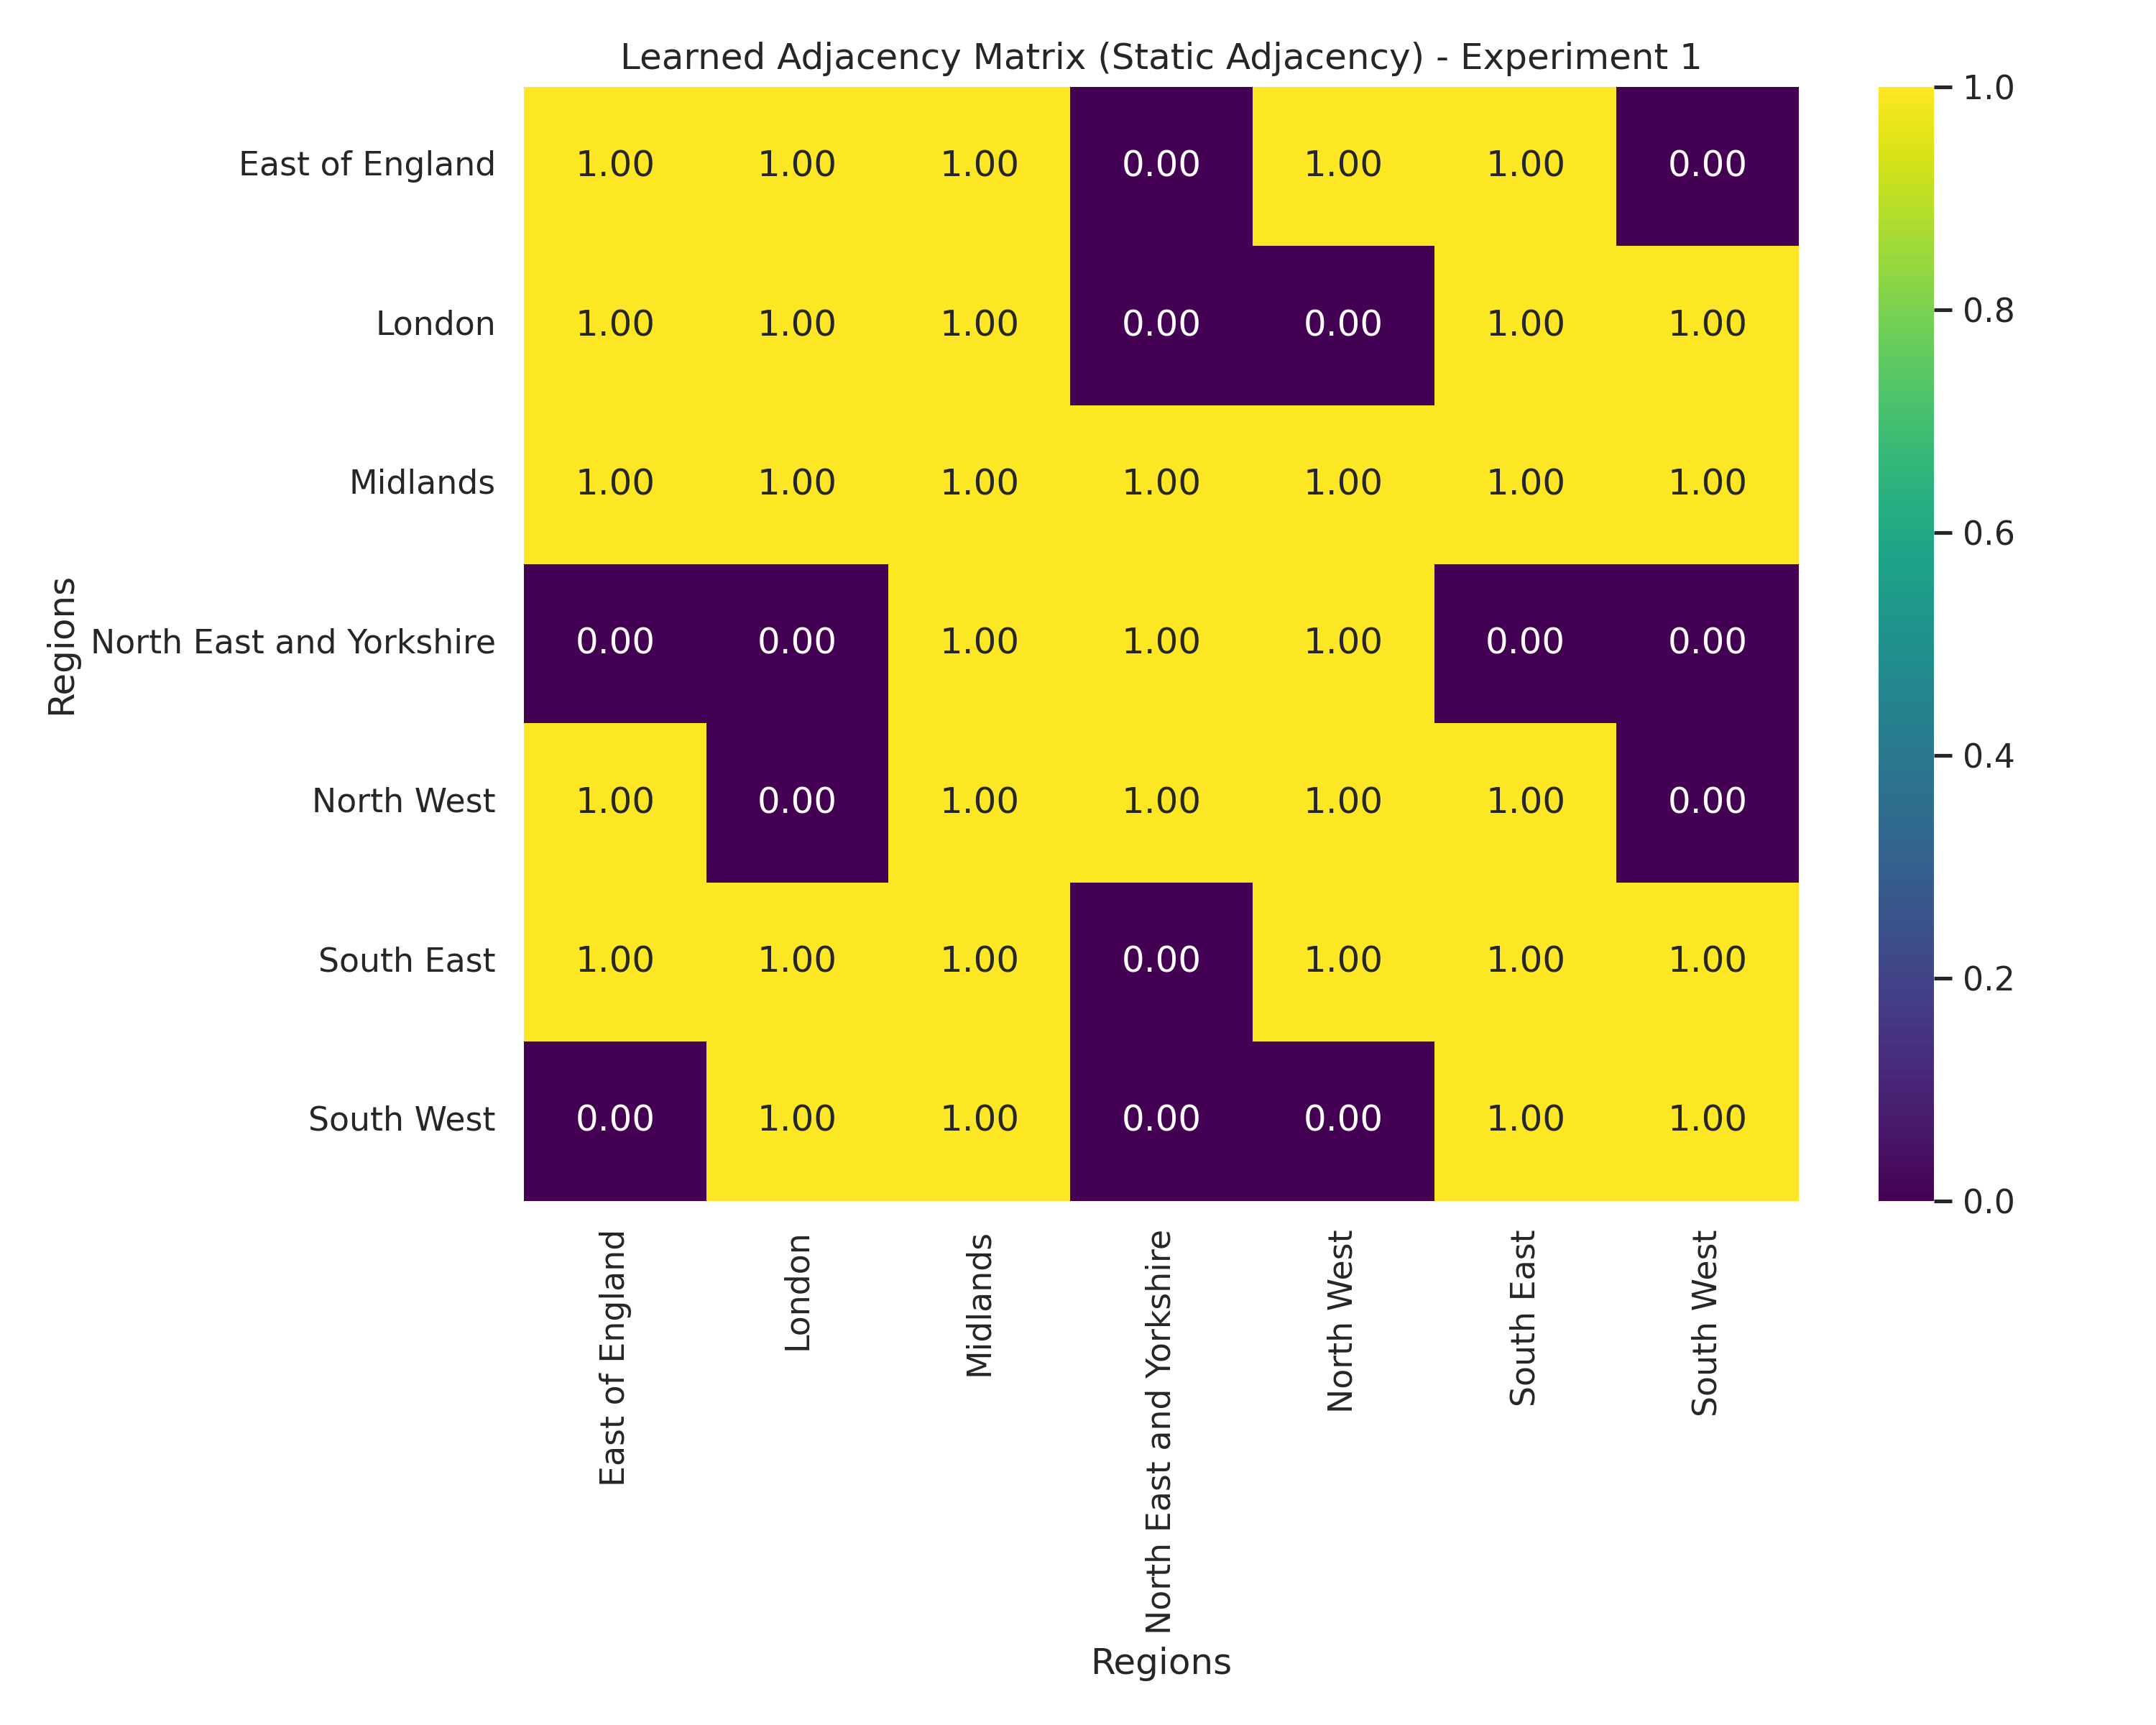 Learned Adjacency Matrix (Static Adjacency) - Experiment 1
Regions
East of England 1.00 1.00 1.00 0.00 1.00 1.00 0.00
London 1.00 1.00 1.00 0.00 0.00 1.00 1.00
Midlands 1.00 1.00 1.00 1.00 1.00 1.00 1.00
North East and Yorkshire 0.00 0.00 1.00 1.00 1.00 0.00 0.00
North West 1.00 0.00 1.00 1.00 1.00 1.00 0.00
South East 1.00 1.00 1.00 0.00 1.00 1.00 1.00
South West 0.00 1.00 1.00 0.00 0.00 1.00 1.00
East of England
London
Midlands
North East and Yorkshire
North West
South East
South West
Regions
1.0
0.8
0.6
0.4
0.2
0.0